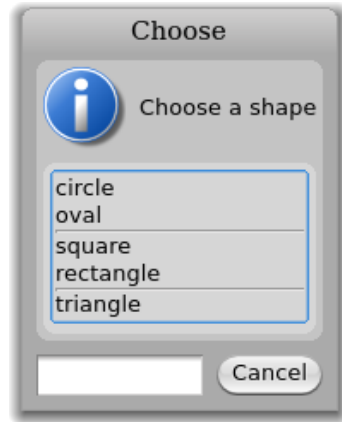 Choose
Choose a shape
circle
oval
square
rectangle
triangle
Cancel